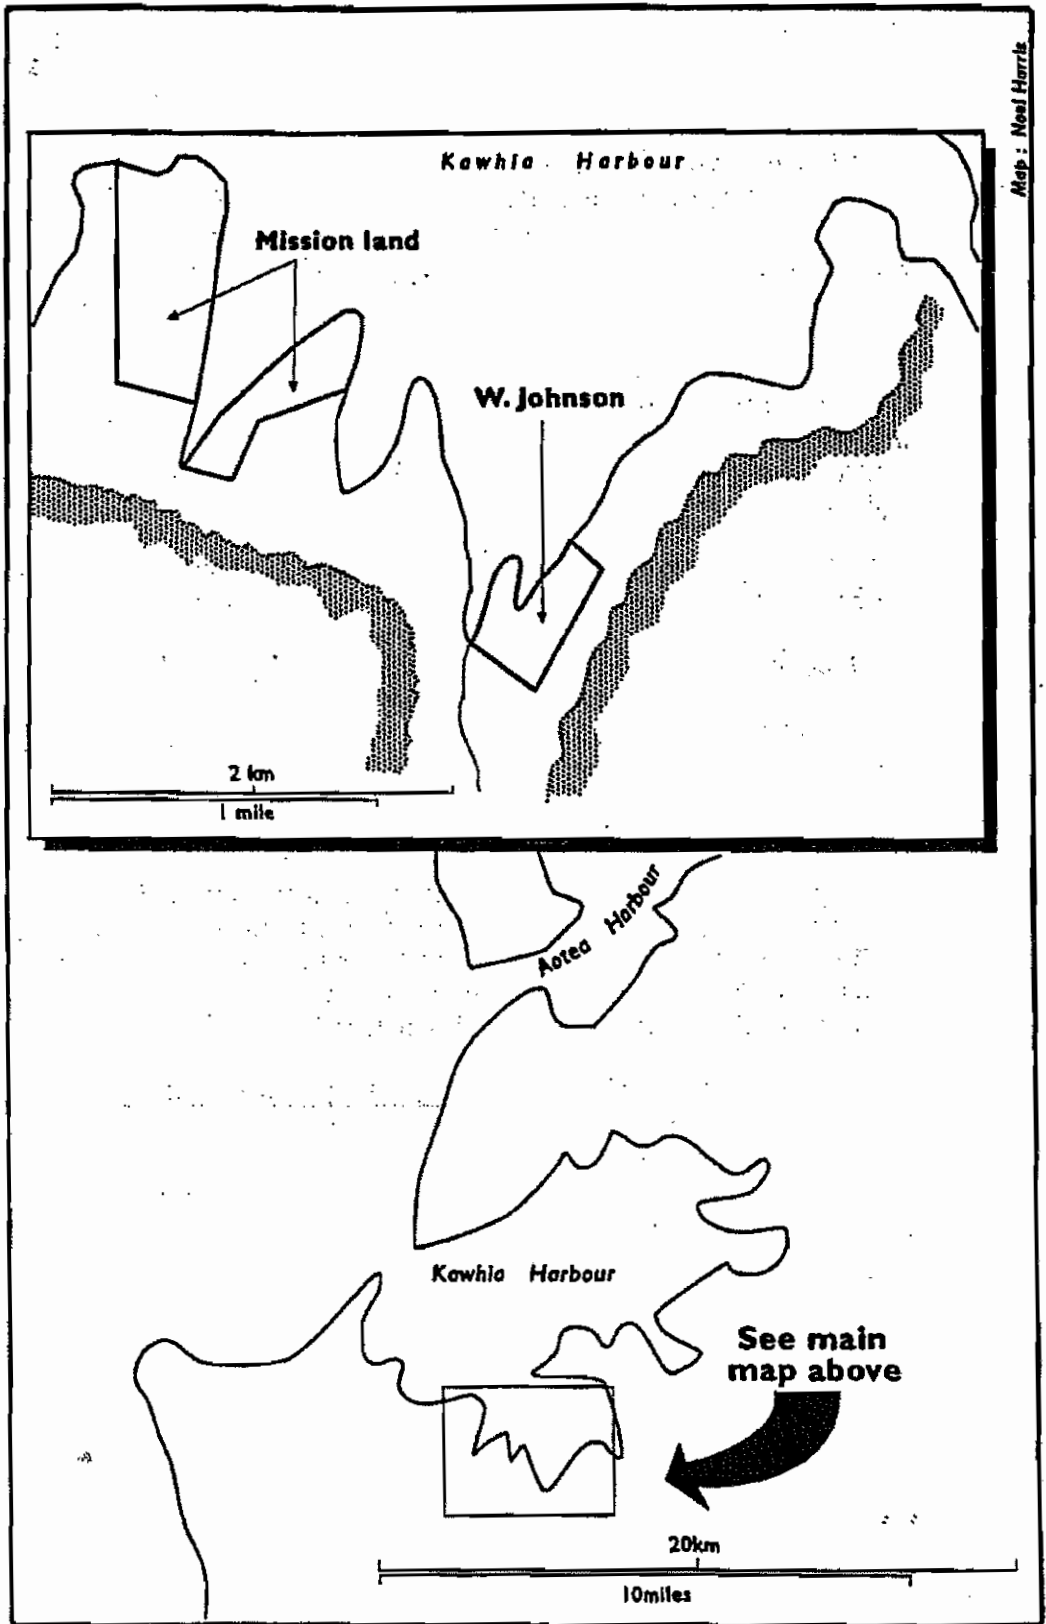 Map : Noel Harris
Kawhia Harbour
Mission land
W. Johnson
2 km
1 mile
Aotea Harbour
Kawhia Harbour
See main
map above
20km
10miles